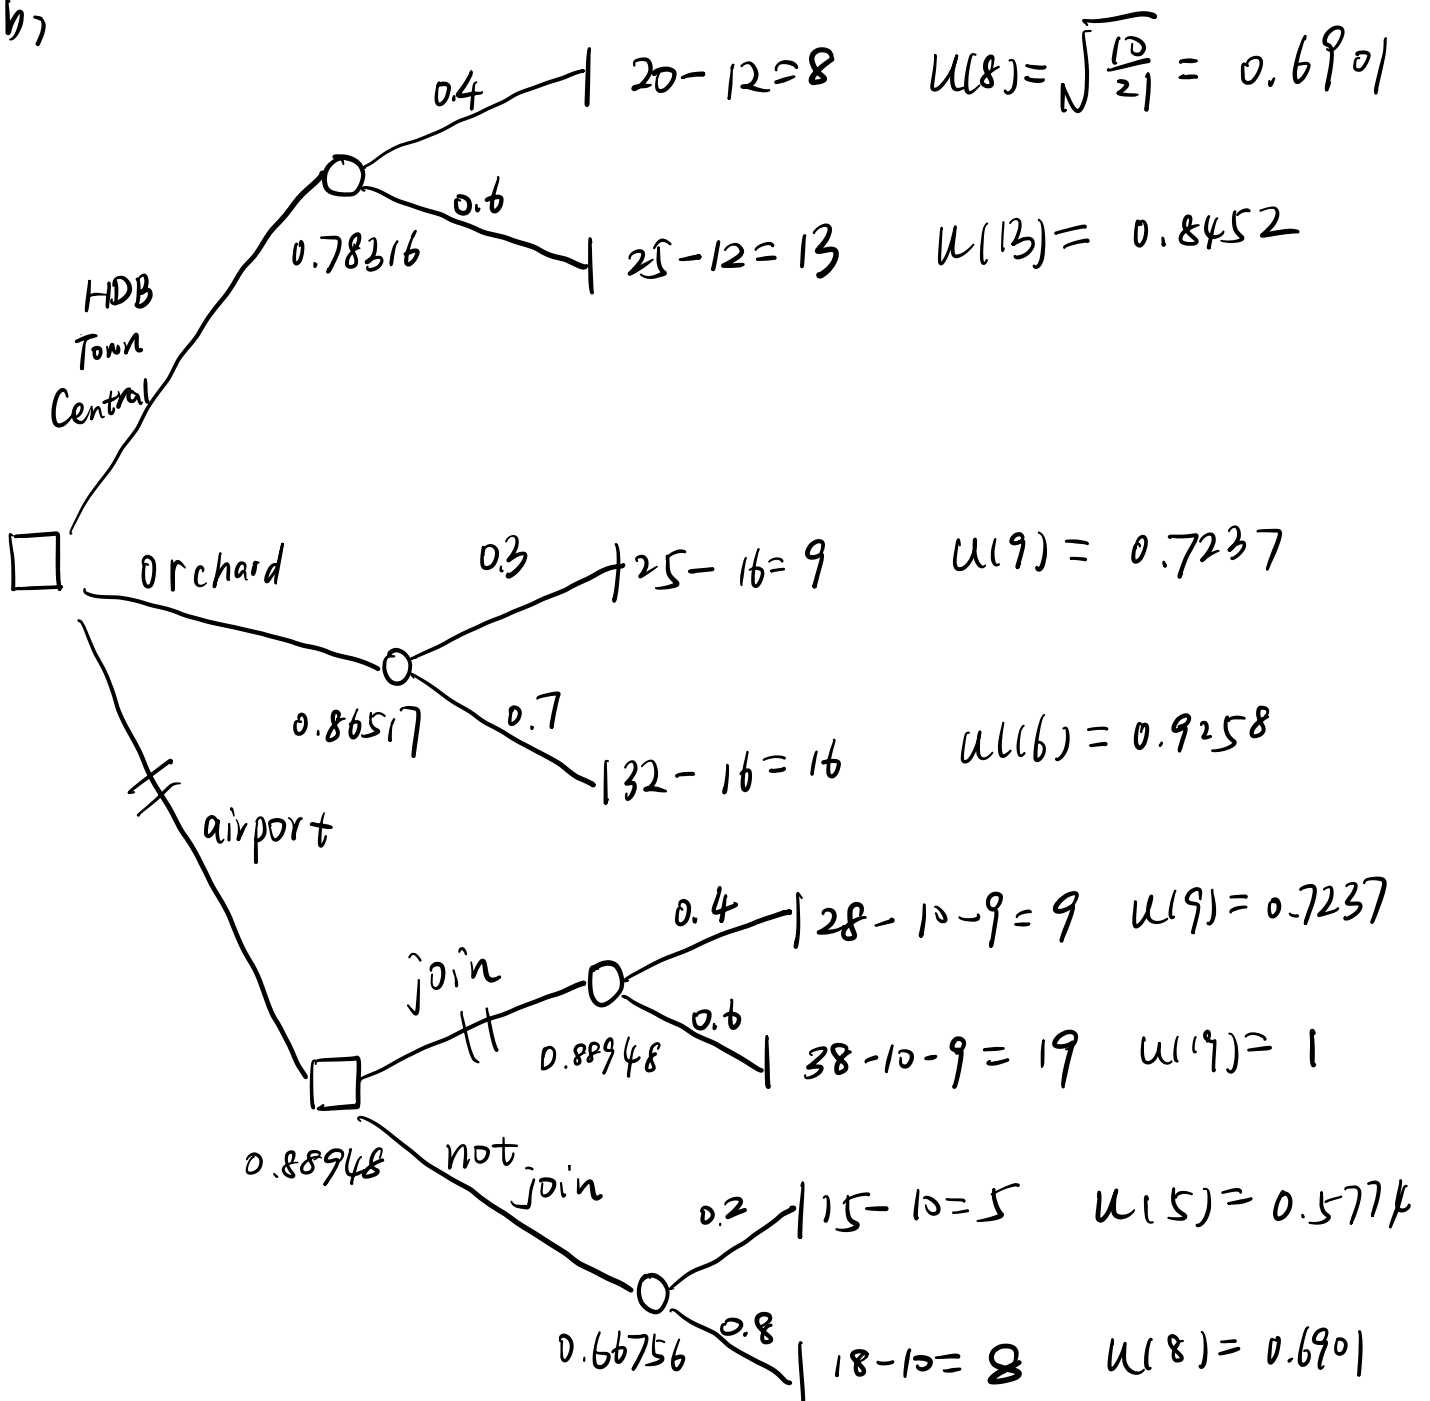 b)
0.4
20-12=8
U(8)=√10/21 = 0.6901
0.6
0.78316
25-12=13
U(13)= 0.8452
HDB
Town
Central
orchard
0.3
25-16=9
U(9)= 0.7237
0.86517
0.7
32-16=16
U(16)=0.9258
airport
join
0.4
28-10-9=9
U(9)=0.7237
0.6
0.88948
38-10-9=19
U(19)=1
0.88948
not
join
0.2
15-10=5
U(5)=0.5774
0.66756
0.8
18-10=8
U(8)=0.6901